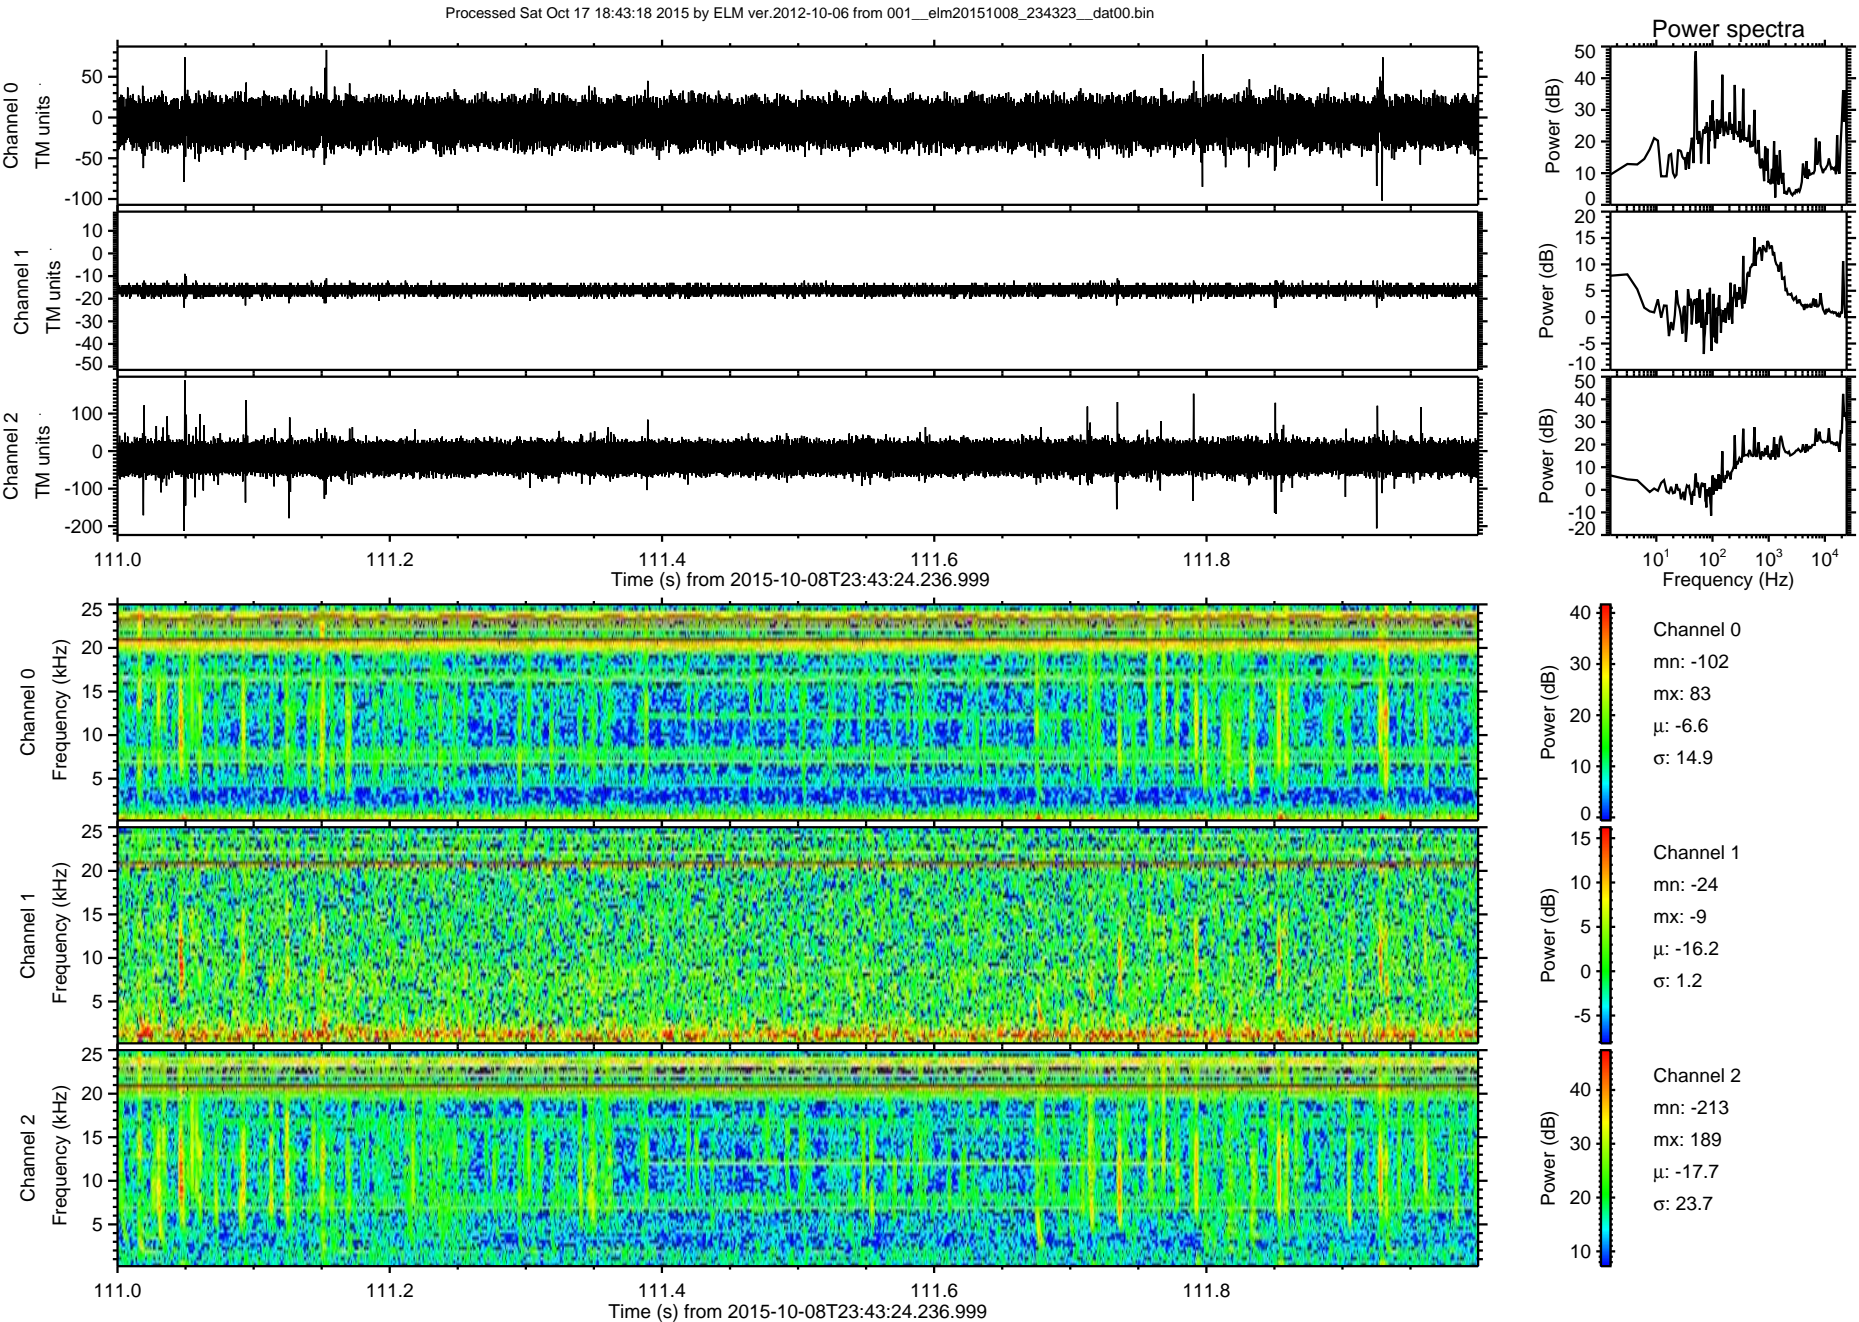 Processed Sat Oct 17 18:43:18 2015 by ELM ver.2012-10-06 from 001__elm20151008_234323__dat00.bin
Power spectra
Channel 0
TM units
50
0
-50
-100
Power (dB)
50
40
30
20
10
0
Channel 1
TM units
10
0
-10
-20
-30
-40
-50
Power (dB)
20
15
10
5
0
-5
-10
Channel 2
TM units
100
0
-100
-200
Power (dB)
50
40
30
20
10
0
-10
-20
111.0 111.2 111.4 111.6 111.8
Time (s) from 2015-10-08T23:43:24.236.999
10^1 10^2 10^3 10^4
Frequency (Hz)
Channel 0
Frequency (kHz)
25
20
15
10
5
Power (dB)
40
30
20
10
0
Channel 0
mn: -102
mx: 83
μ: -6.6
σ: 14.9
Channel 1
Frequency (kHz)
25
20
15
10
5
Power (dB)
15
10
5
0
-5
Channel 1
mn: -24
mx: -9
μ: -16.2
σ: 1.2
Channel 2
Frequency (kHz)
25
20
15
10
5
Power (dB)
40
30
20
10
Channel 2
mn: -213
mx: 189
μ: -17.7
σ: 23.7
111.0 111.2 111.4 111.6 111.8
Time (s) from 2015-10-08T23:43:24.236.999